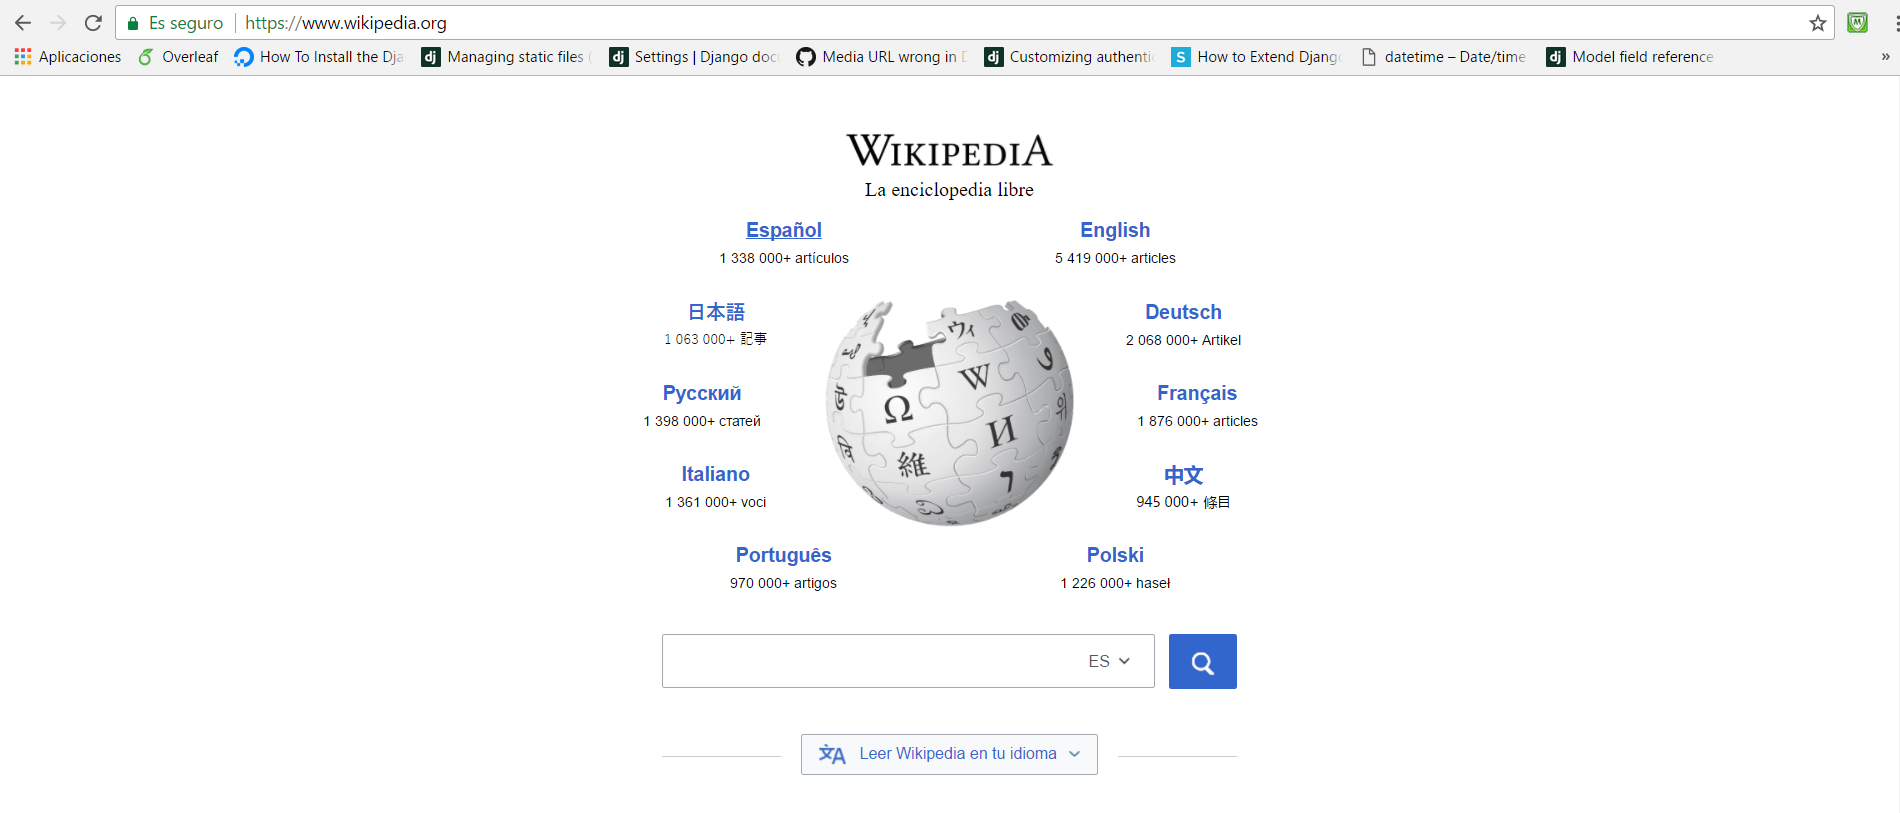 Es seguro https://www.wikipedia.org
Aplicaciones Overleaf How To Install the Dja Managing static files ( Settings | Django doc Media URL wrong in D Customizing authenti How to Extend Django datetime – Date/time Model field reference »
WIKIPEDIA
La enciclopedia libre
Español English
1 338 000+ artículos 5 419 000+ articles
日本語 Deutsch
1 063 000+ 記事 2 068 000+ Artikel
Русский Français
1 398 000+ статей 1 876 000+ articles
Italiano 中文
1 361 000+ voci 945 000+ 條目
Português Polski
970 000+ artigos 1 226 000+ haseł
ウィ
W
Ω
И
維
ES
Leer Wikipedia en tu idioma